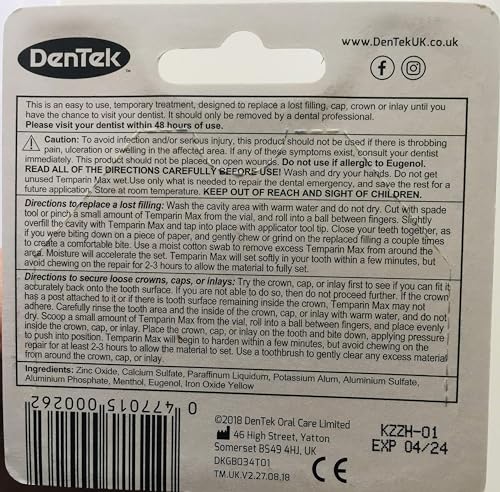 DenTek™
www.DenTekUK.co.uk
This is an easy to use, temporary treatment, designed to replace a lost filling, cap, crown or inlay until you
have the chance to visit your dentist. It should only be removed by a dental professional.
Please visit your dentist within 48 hours of use.
Caution: To avoid infection and/or serious injury, this product should not be used if there is throbbing
pain, ulceration or swelling in the affected area. If any of these symptoms exist, consult your dentist
immediately. This product should not be placed on open wounds. Do not use if allergic to Eugenol.
READ ALL OF THE DIRECTIONS CAREFULLY BEFORE USE! Wash and dry your hands. Do not get
unused Temparin Max wet.Use only what is needed to repair the dental emergency, and save the rest for a
future application. Store at room temperature. KEEP OUT OF REACH AND SIGHT OF CHILDREN.
Directions to replace a lost filling: Wash the cavity area with warm water and do not dry. Cut with spade
tool or pinch a small amount of Temparin Max from the vial, and roll into a ball between fingers. Slightly
overfill the cavity with Temparin Max and tap into place with applicator tool tip. Close your teeth together, as
if you were biting down on a piece of paper, and gently chew or grind on the replaced filling a couple times
to create a comfortable bite. Use a moist cotton swab to remove excess Temparin Max from around the
area. Moisture will accelerate the set. Temparin Max will set softly in your tooth within a few minutes, but
avoid chewing on the repair for 2-3 hours to allow the material to fully set.
Directions to secure loose crowns, caps, or inlays: Try the crown, cap, or inlay first to see if you can fit it
accurately back onto the tooth surface. If you are not able to do so, then do not proceed further. If the crown
has a post attached to it or if there is tooth surface remaining inside the crown, Temparin Max may not
adhere. Carefully rinse the tooth area and the inside of the crown, cap, or inlay with warm water, and do not
dry. Scoop a small amount of Temparin Max from the vial, roll into a ball between fingers, and place evenly
inside the crown, cap, or inlay. Place the crown, cap, or inlay on the tooth and bite down, applying pressure
to push into position. Temparin Max will begin to harden within a few minutes, but avoid chewing on the
repair for at least 2-3 hours to allow the material to set. Use a toothbrush to gently clear any excess material
from around the crown, cap, or inlay.
Ingredients: Zinc Oxide, Calcium Sulfate, Paraffinum Liquidum, Potassium Alum, Aluminium Sulfate,
Aluminium Phosphate, Menthol, Eugenol, Iron Oxide Yellow
0 477015 000262
©2018 DenTek Oral Care Limited
46 High Street, Yatton
Somerset BS49 4HJ, UK
DKGB034T01
TM.UK.V2.27.08.18
CE
KZZH-01
EXP 04/24